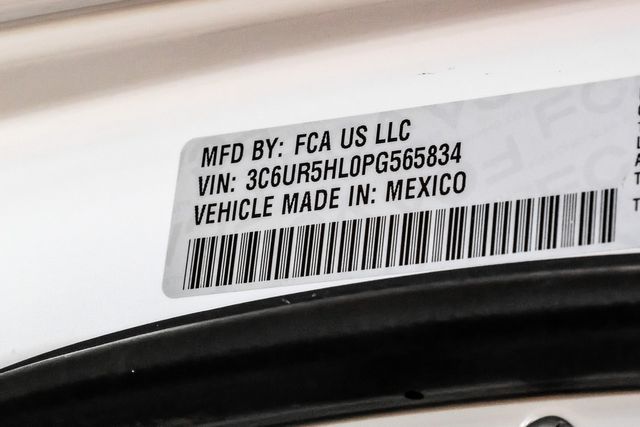 MFD BY: FCA US LLC
VIN: 3C6UR5HL0PG565834
VEHICLE MADE IN: MEXICO